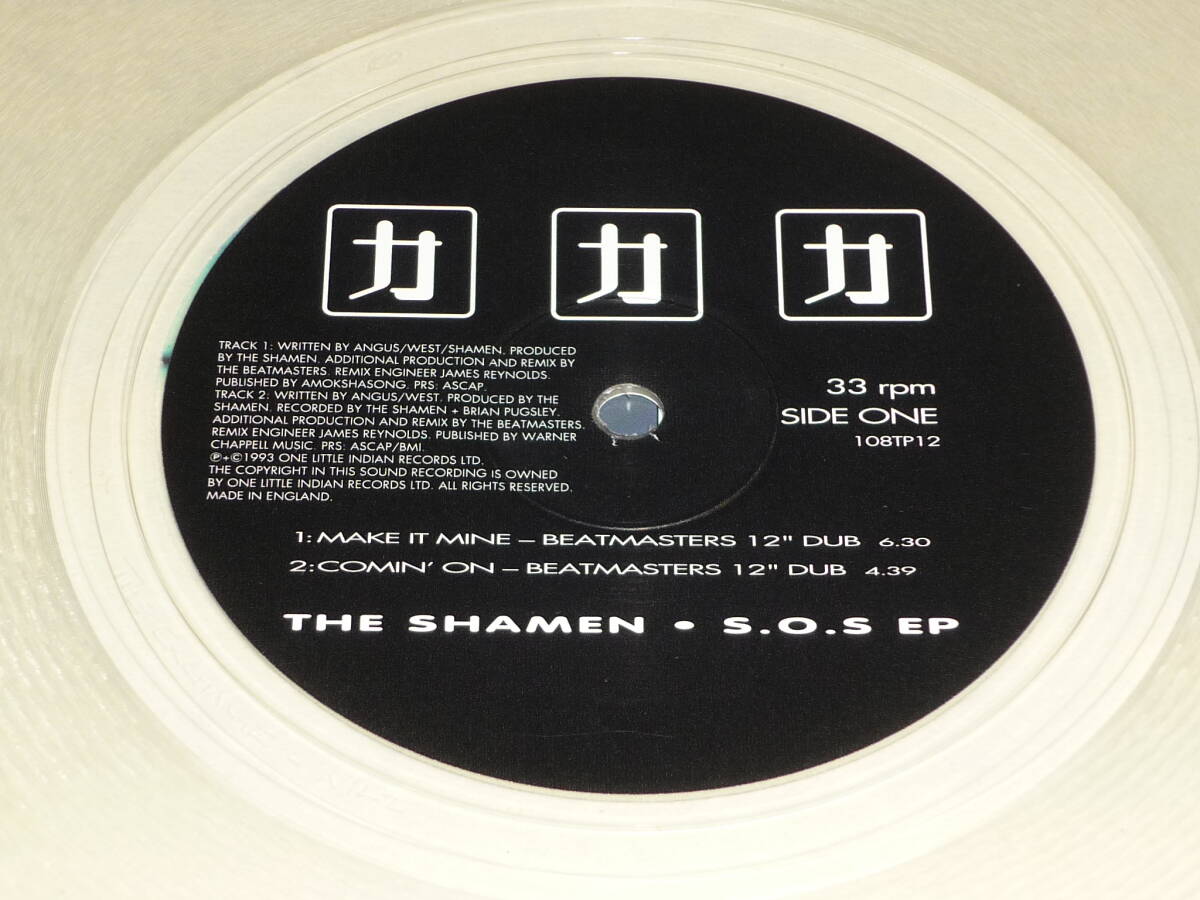 力 力 力
TRACK 1: WRITTEN BY ANGUS/WEST/SHAMEN. PRODUCED
BY THE SHAMEN. ADDITIONAL PRODUCTION AND REMIX BY
THE BEATMASTERS. REMIX ENGINEER JAMES REYNOLDS.
PUBLISHED BY AMOKSHASONG. PRS: ASCAP.
TRACK 2: WRITTEN BY ANGUS/WEST. PRODUCED BY THE
SHAMEN. RECORDED BY THE SHAMEN + BRIAN PUGSLEY.
ADDITIONAL PRODUCTION AND REMIX BY THE BEATMASTERS.
REMIX ENGINEER JAMES REYNOLDS. PUBLISHED BY WARNER
CHAPPELL MUSIC. PRS: ASCAP/BMI.
℗+©1993 ONE LITTLE INDIAN RECORDS LTD.
THE COPYRIGHT IN THIS SOUND RECORDING IS OWNED
BY ONE LITTLE INDIAN RECORDS LTD. ALL RIGHTS RESERVED.
MADE IN ENGLAND.
33 rpm
SIDE ONE
108TP12
1: MAKE IT MINE – BEATMASTERS 12" DUB 6.30
2: COMIN' ON – BEATMASTERS 12" DUB 4.39
THE SHAMEN • S.O.S EP